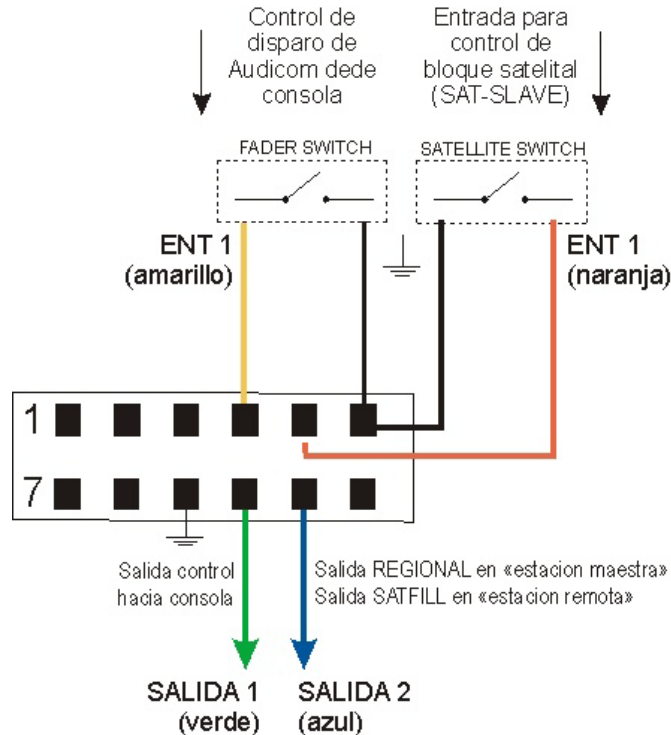 Control de
disparo de
Audicom dede
consola
Entrada para
control de
bloque satelital
(SAT-SLAVE)
FADER SWITCH
SATELLITE SWITCH
ENT 1
(amarillo)
ENT 1
(naranja)
1
7
Salida control
hacia consola
Salida REGIONAL en «estacion maestra»
Salida SATFILL en «estacion remota»
SALIDA 1
(verde)
SALIDA 2
(azul)